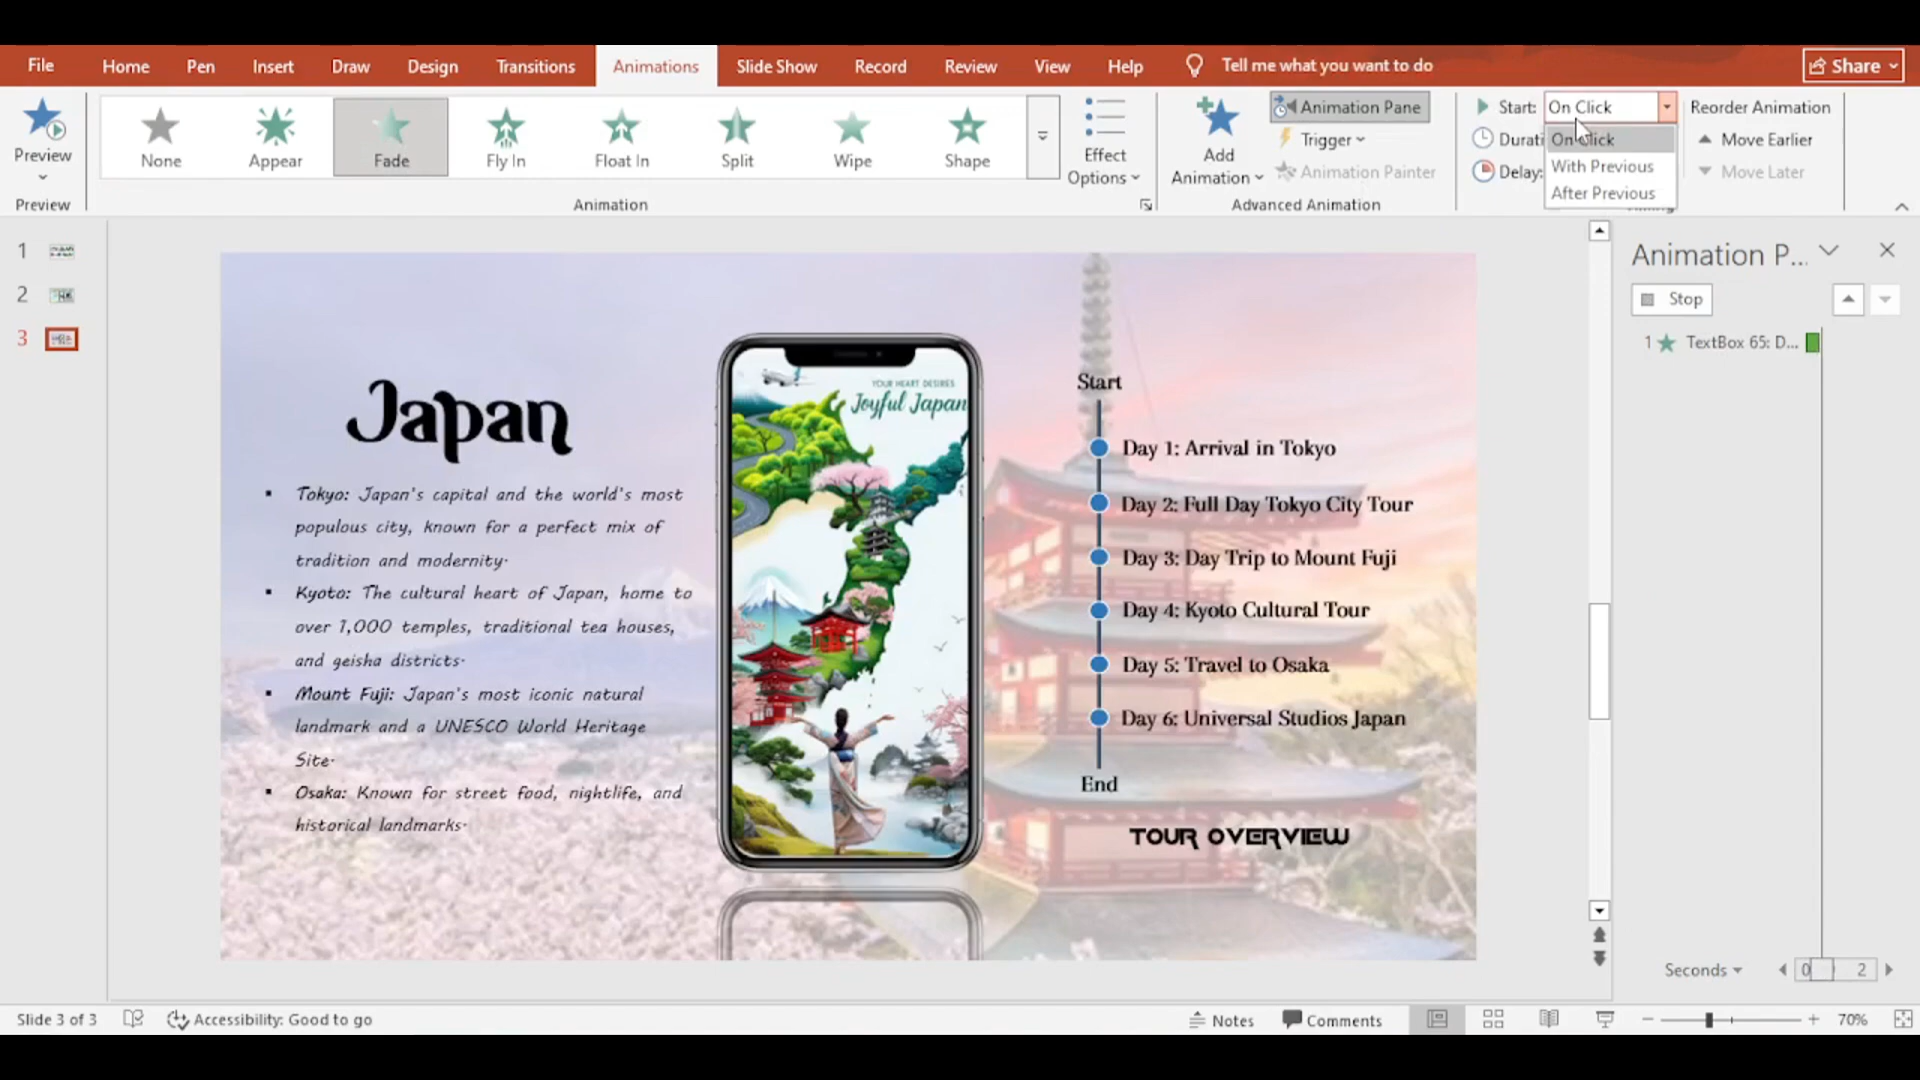 File Home Pen Insert Draw Design Transitions Animations Slide Show Record Review View Help Tell me what you want to do Share
Preview
None Appear Fade Fly In Float In Split Wipe Shape
Effect
Options
Add
Animation
Animation Pane
Trigger
Animation Painter
Start: On Click
Durati
Delay:
On Click
With Previous
After Previous
Reorder Animation
Move Earlier
Move Later
Preview Animation Advanced Animation
1
2
3
Japan
▪ Tokyo: Japan's capital and the world's most
populous city, known for a perfect mix of
tradition and modernity.
▪ Kyoto: The cultural heart of Japan, home to
over 1,000 temples, traditional tea houses,
and geisha districts.
▪ Mount Fuji: Japan's most iconic natural
landmark and a UNESCO World Heritage
Site.
▪ Osaka: Known for street food, nightlife, and
historical landmarks.
YOUR HEART DESIRES
Joyful Japan
Start
Day 1: Arrival in Tokyo
Day 2: Full Day Tokyo City Tour
Day 3: Day Trip to Mount Fuji
Day 4: Kyoto Cultural Tour
Day 5: Travel to Osaka
Day 6: Universal Studios Japan
End
TOUR OVERVIEW
Animation P...
Stop
1 TextBox 65: D...
Seconds 0 2
Slide 3 of 3 Accessibility: Good to go Notes Comments 70%